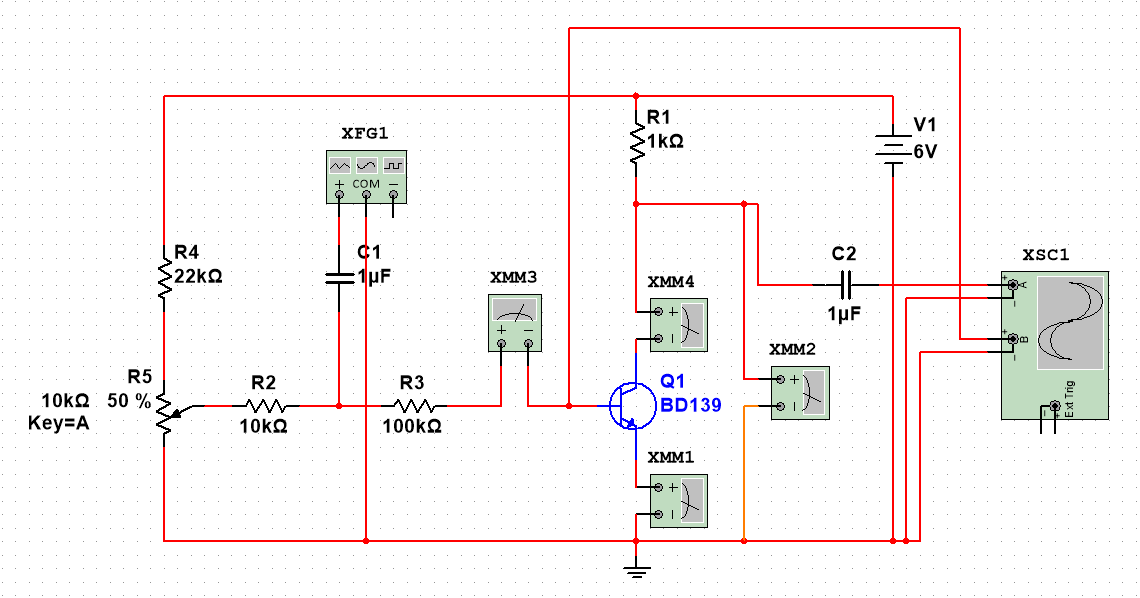 XFG1
COM
R1
1kΩ
V1
6V
R4
22kΩ
C1
1µF
XMM3
XMM4
C2
1µF
XSC1
A
B
Ext Trig
XMM2
R5
10kΩ
50 %
Key=A
R2
10kΩ
R3
100kΩ
Q1
BD139
XMM1